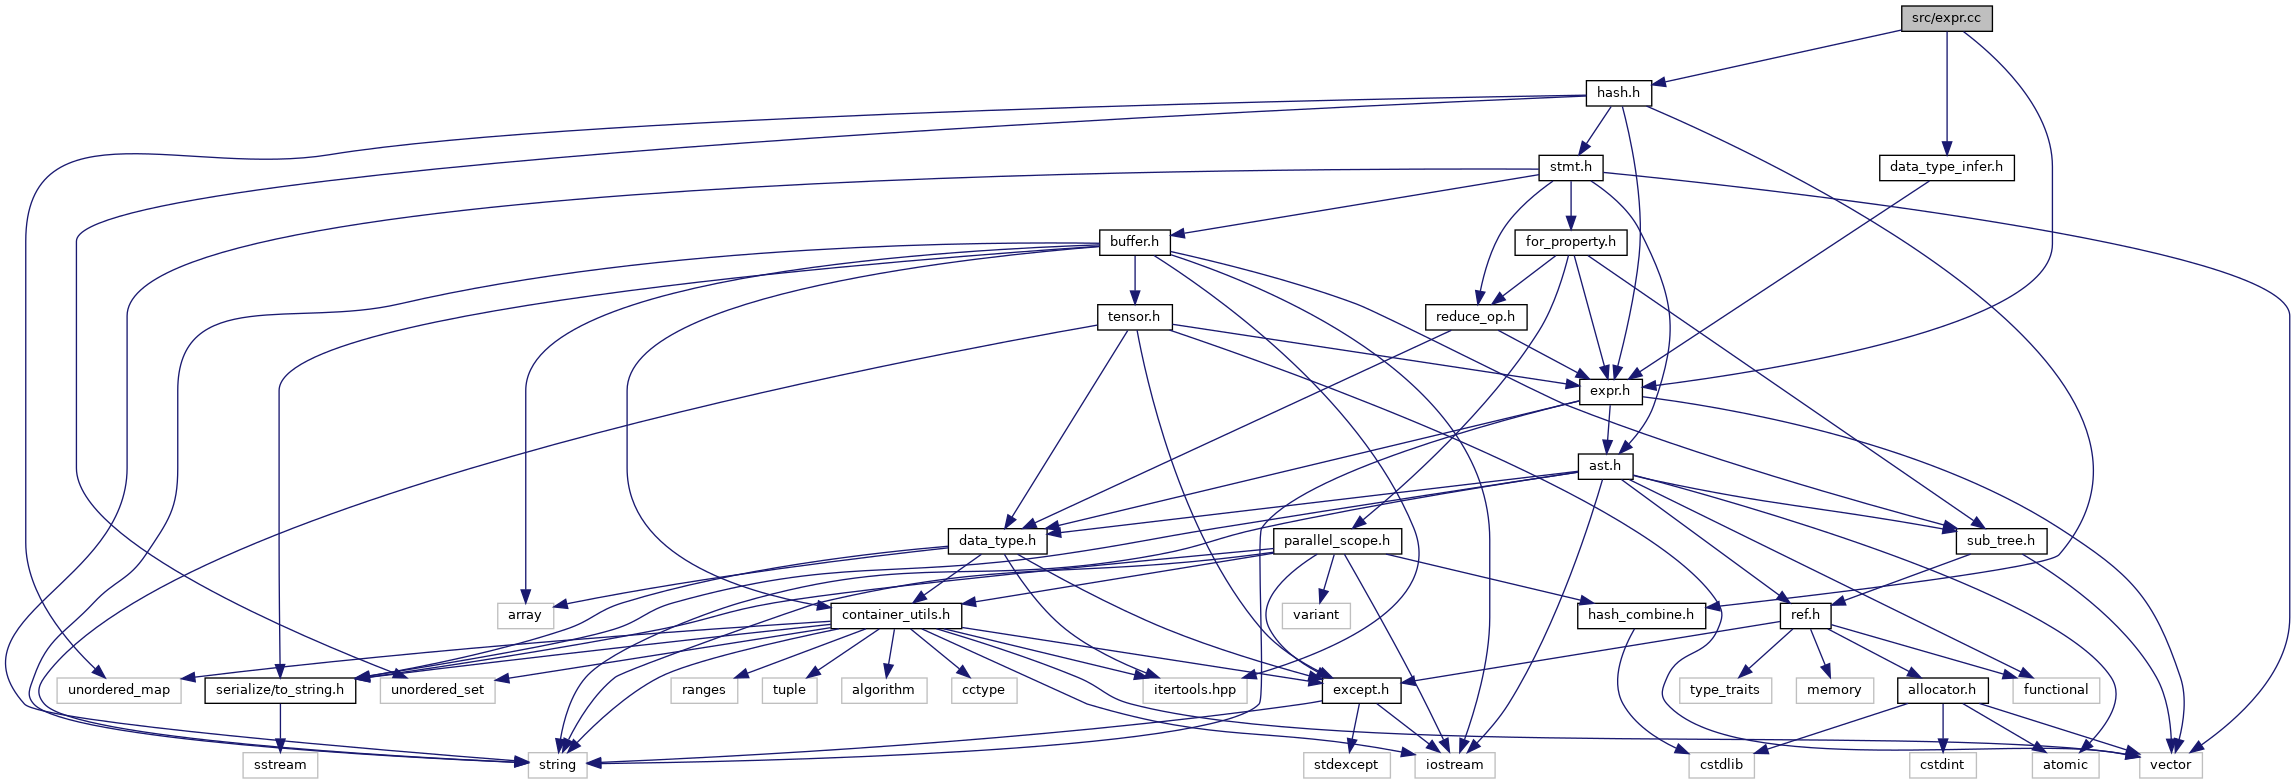 src/expr.cc
hash.h
stmt.h
data_type_infer.h
buffer.h
for_property.h
tensor.h
reduce_op.h
expr.h
ast.h
data_type.h
parallel_scope.h
sub_tree.h
array
container_utils.h
variant
hash_combine.h
ref.h
unordered_map
serialize/to_string.h
unordered_set
ranges
tuple
algorithm
cctype
itertools.hpp
except.h
type_traits
memory
allocator.h
functional
sstream
string
stdexcept
iostream
cstdlib
cstdint
atomic
vector